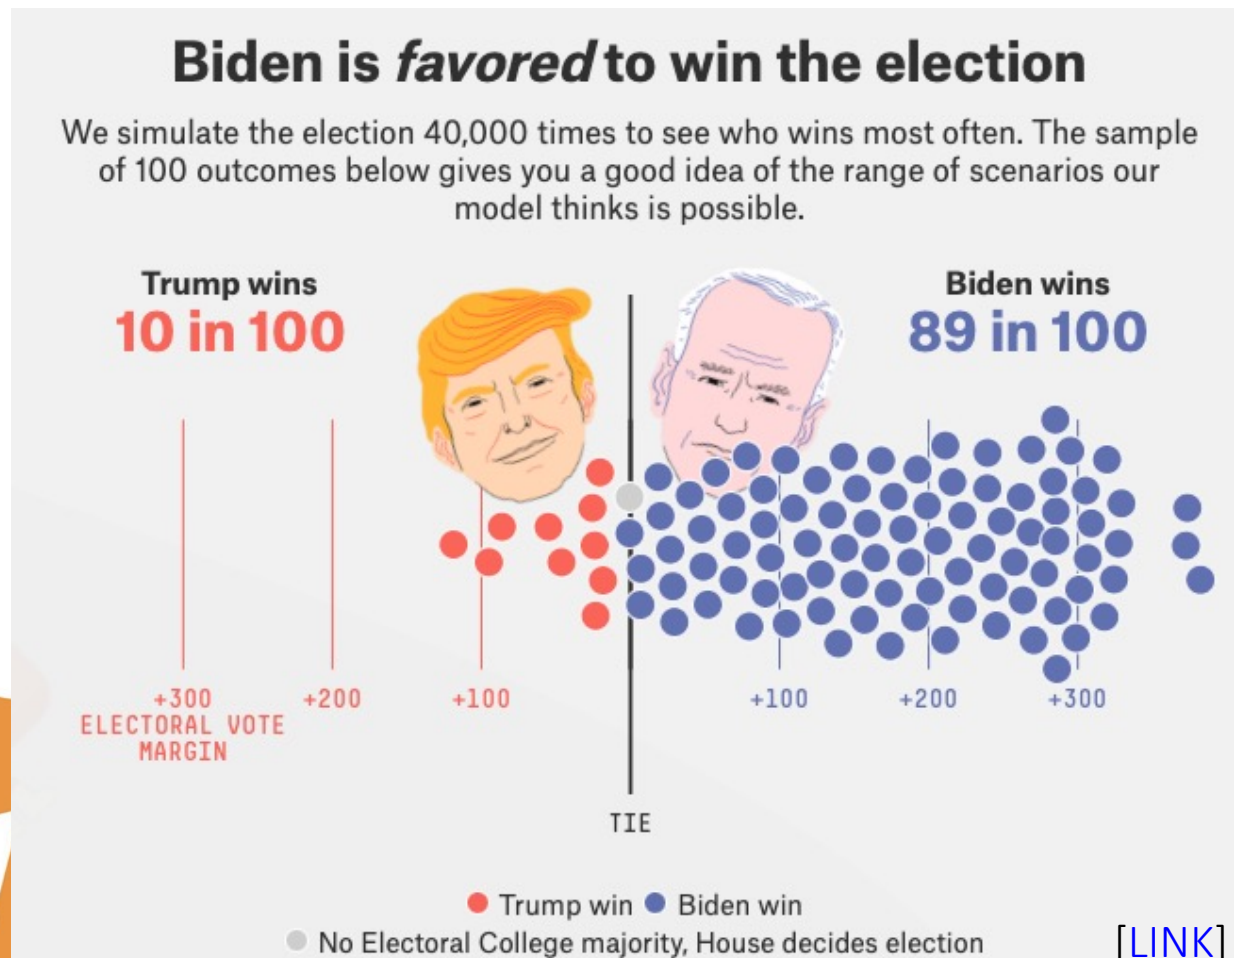 Biden is favored to win the election
We simulate the election 40,000 times to see who wins most often. The sample
of 100 outcomes below gives you a good idea of the range of scenarios our
model thinks is possible.
Trump wins
10 in 100
Biden wins
89 in 100
+300
ELECTORAL VOTE
MARGIN
+200
+100
+100
+200
+300
TIE
Trump win
Biden win
No Electoral College majority, House decides election
[LINK]